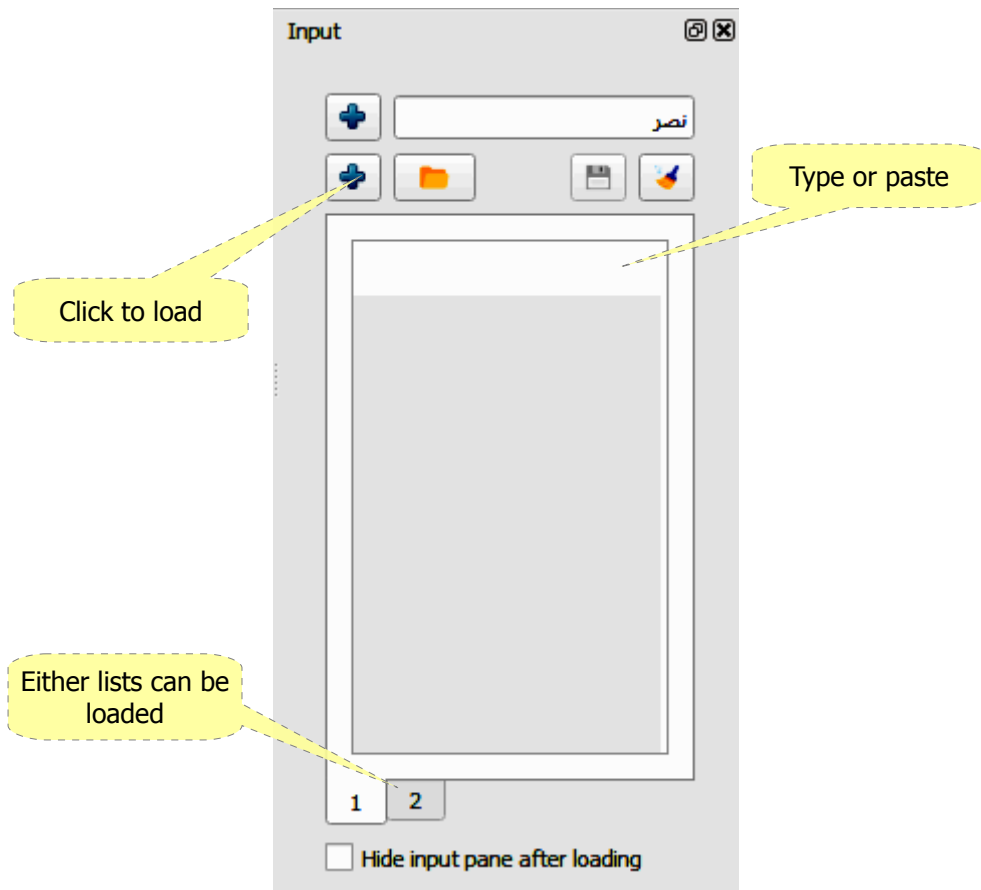 Input
نصر
Type or paste
Click to load
Either lists can be
loaded
1
2
Hide input pane after loading